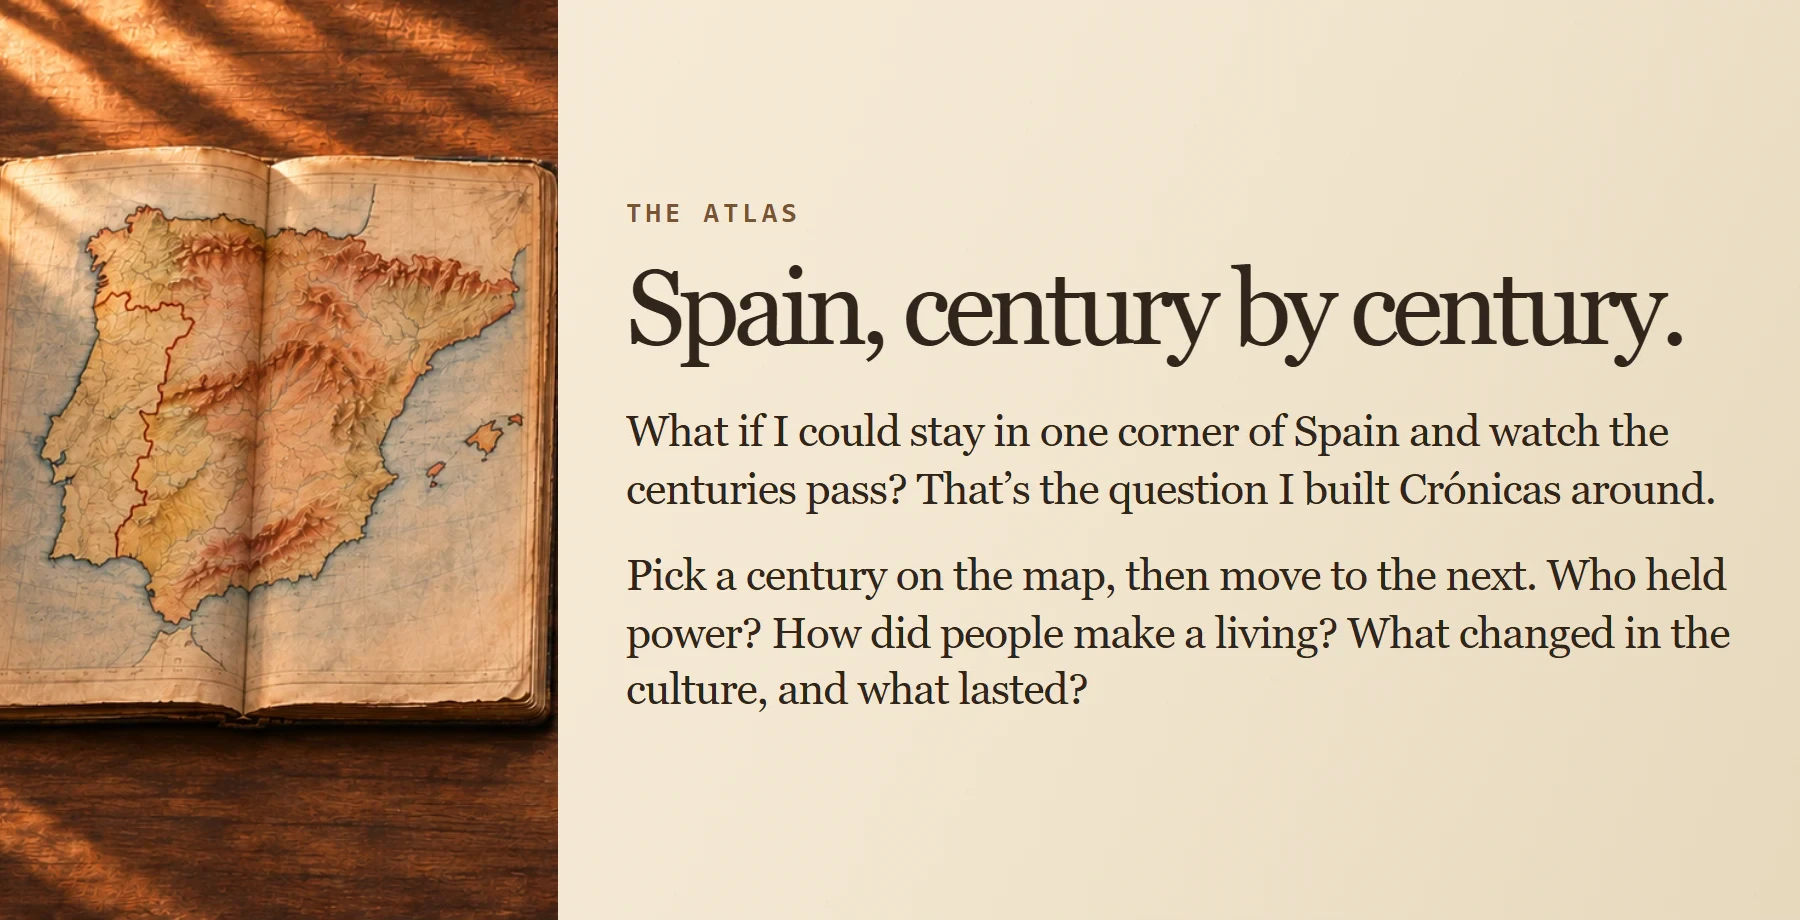 THE ATLAS
Spain, century by century.
What if I could stay in one corner of Spain and watch the
centuries pass? That’s the question I built Crónicas around.
Pick a century on the map, then move to the next. Who held
power? How did people make a living? What changed in the
culture, and what lasted?